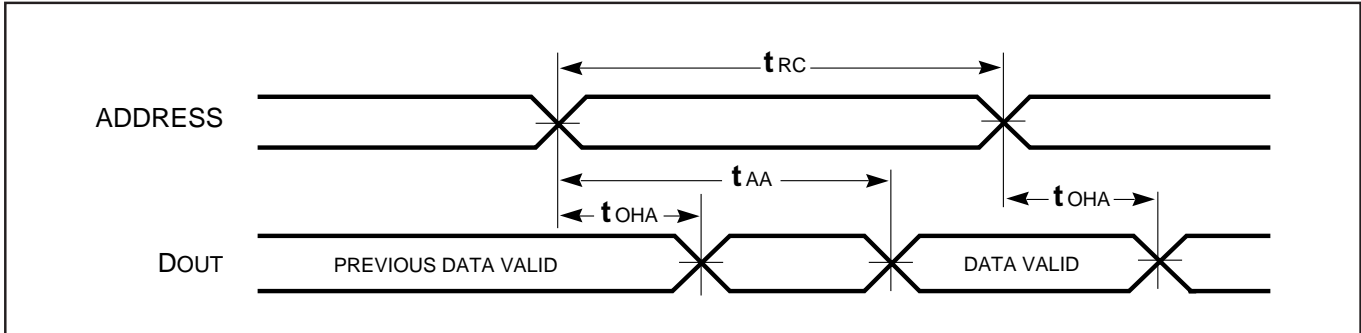 tRC
ADDRESS
tAA
tOHA
tOHA
DOUT
PREVIOUS DATA VALID
DATA VALID